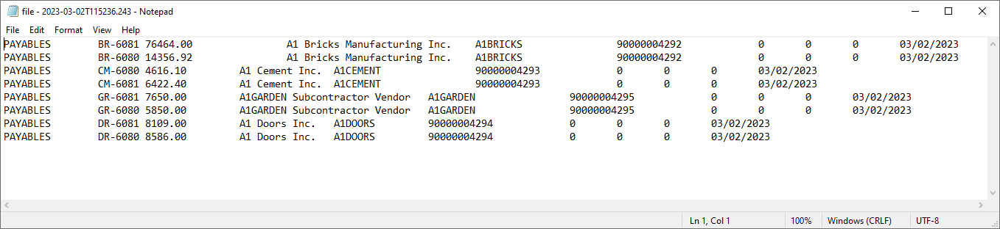 file - 2023-03-02T115236.243 - Notepad
File Edit Format View Help
PAYABLES BR-6081 76464.00 A1 Bricks Manufacturing Inc. A1BRICKS 90000004292 0 0 0 03/02/2023
PAYABLES BR-6080 14356.92 A1 Bricks Manufacturing Inc. A1BRICKS 90000004292 0 0 0 03/02/2023
PAYABLES CM-6080 4616.10 A1 Cement Inc. A1CEMENT 90000004293 0 0 0 03/02/2023
PAYABLES CM-6081 6422.40 A1 Cement Inc. A1CEMENT 90000004293 0 0 0 03/02/2023
PAYABLES GR-6081 7650.00 A1GARDEN Subcontractor Vendor A1GARDEN 90000004295 0 0 0 03/02/2023
PAYABLES GR-6080 5850.00 A1GARDEN Subcontractor Vendor A1GARDEN 90000004295 0 0 0 03/02/2023
PAYABLES DR-6081 8109.00 A1 Doors Inc. A1DOORS 90000004294 0 0 0 03/02/2023
PAYABLES DR-6080 8586.00 A1 Doors Inc. A1DOORS 90000004294 0 0 0 03/02/2023
Ln 1, Col 1 100% Windows (CRLF) UTF-8